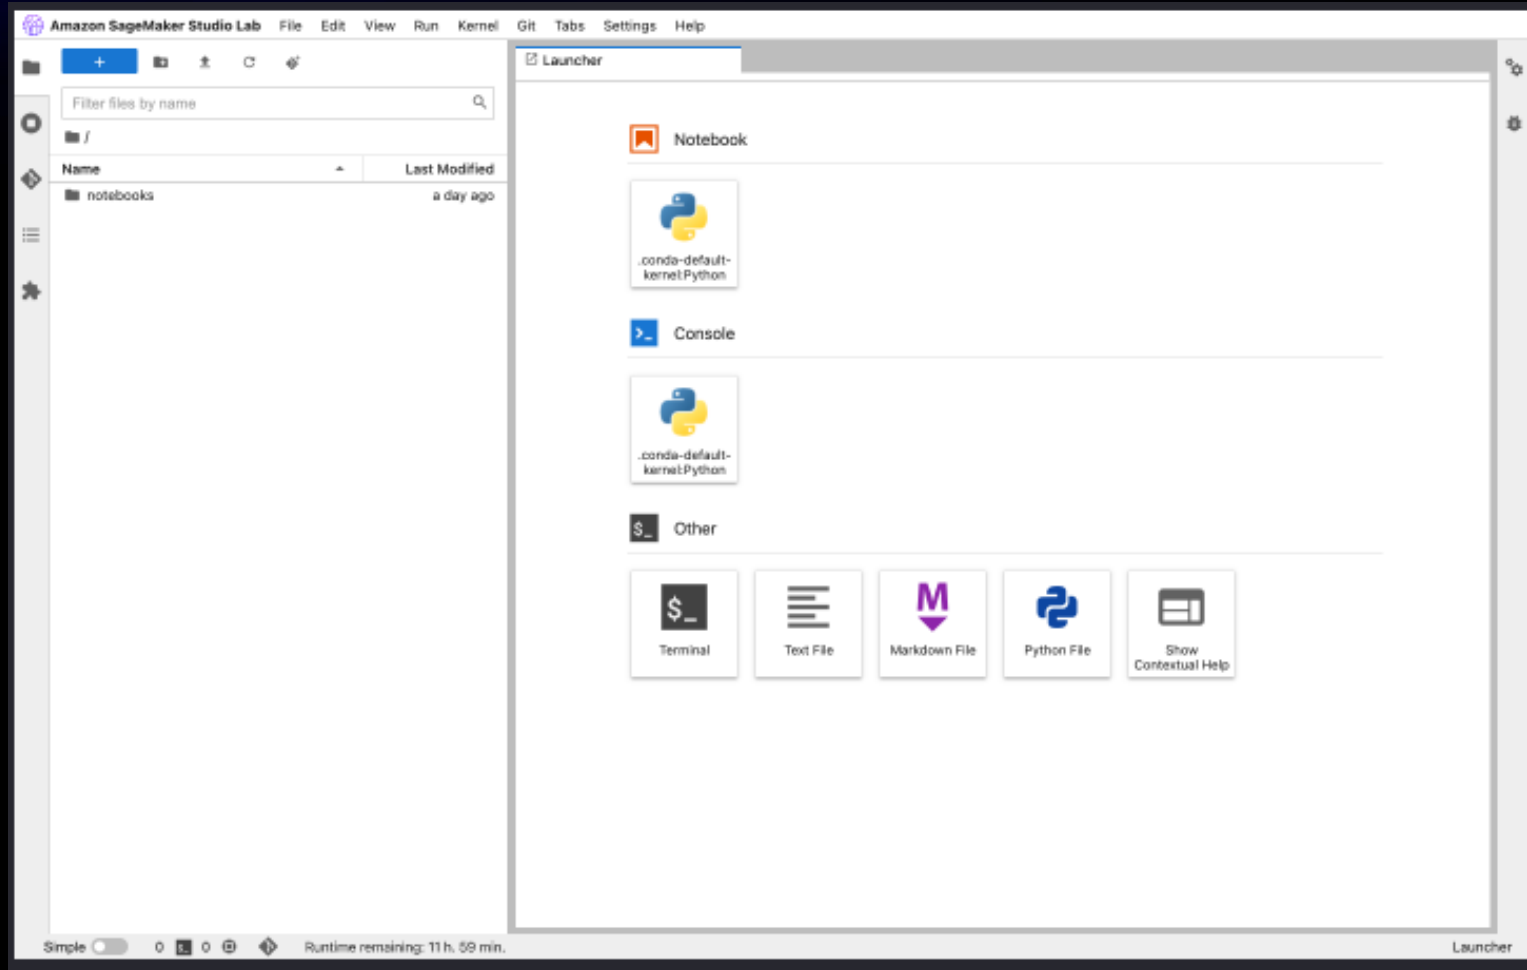 Amazon SageMaker Studio Lab File Edit View Run Kernel Git Tabs Settings Help
+
Filter files by name
/
Name Last Modified
notebooks a day ago
Launcher
Notebook
.conda-default-
kernel:Python
>_ Console
.conda-default-
kernel:Python
$_ Other
$_
Terminal
Text File
M
Markdown File
Python File
Show
Contextual Help
Simple 0 $_ 0 Runtime remaining: 11 h. 59 min. Launcher